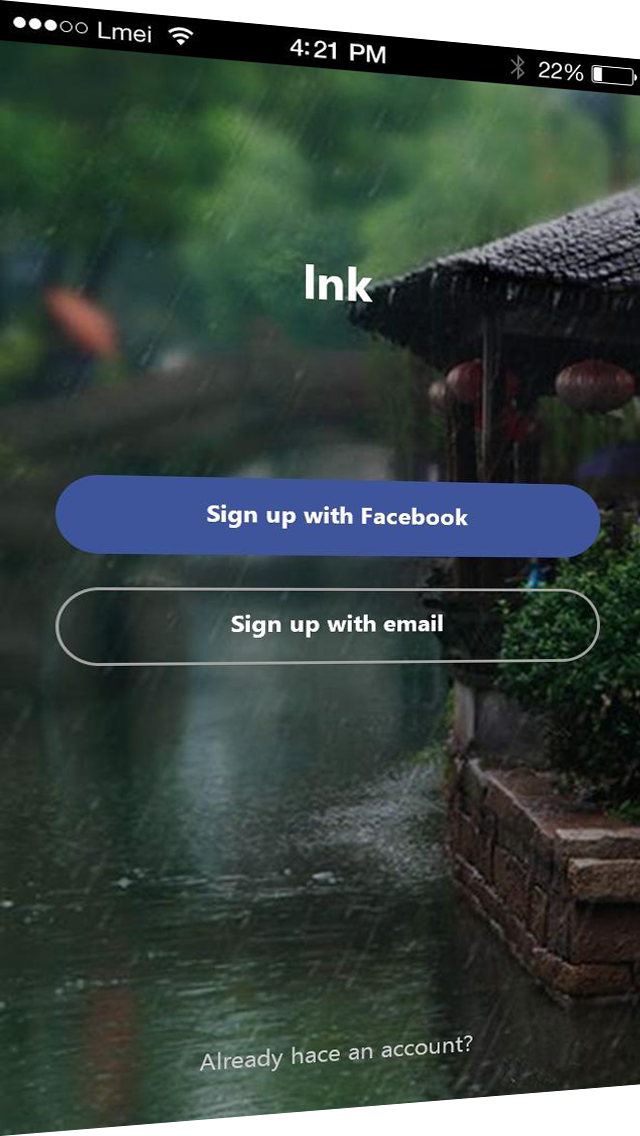 Lmei 4:21 PM 22%
Ink
Sign up with Facebook
Sign up with email
Already hace an account?